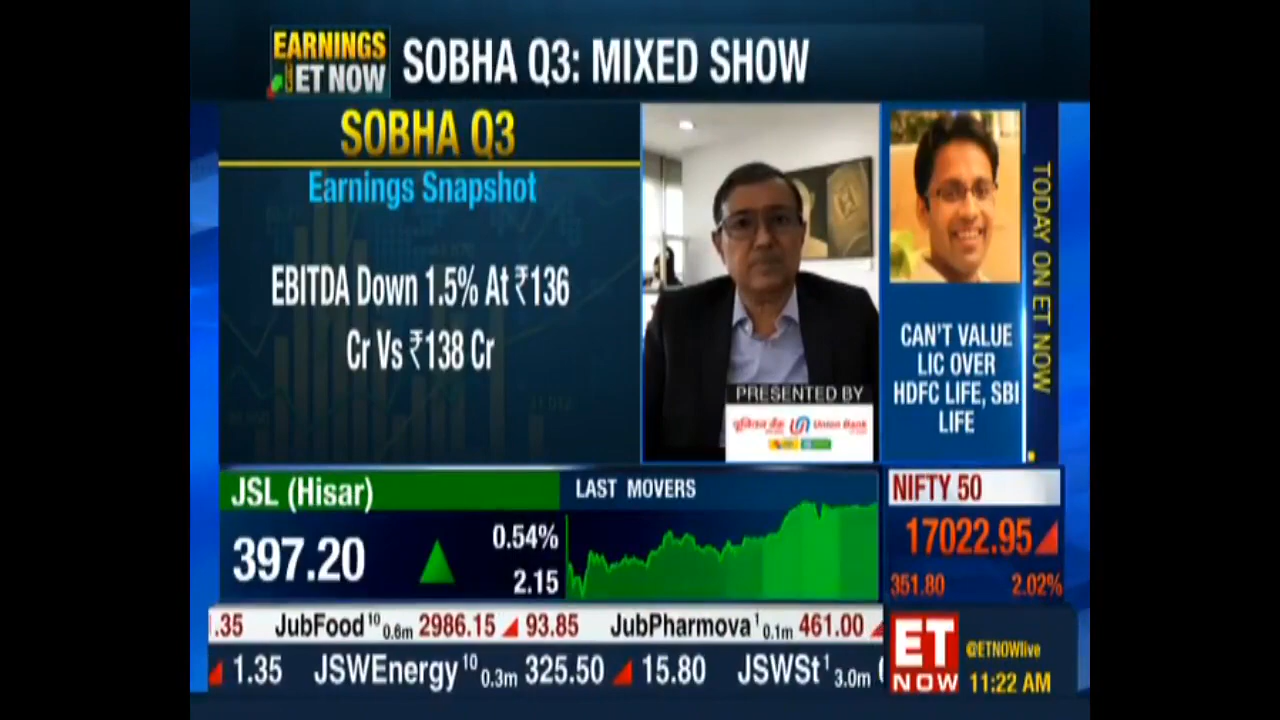 EARNINGS
ET NOW
SOBHA Q3: MIXED SHOW
SOBHA Q3
Earnings Snapshot
EBITDA Down 1.5% At ₹136
Cr Vs ₹138 Cr
PRESENTED BY
यूनियन बैंक
Union Bank
CAN'T VALUE
LIC OVER
HDFC LIFE, SBI
LIFE
TODAY ON ET NOW
JSL (Hisar)
397.20
0.54%
2.15
LAST MOVERS
NIFTY 50
17022.95
351.80 2.02%
.35 JubFood 10 0.6m 2986.15 93.85 JubPharmova 1 0.1m 461.00
1.35 JSWEnergy 10 0.3m 325.50 15.80 JSWSt 1 3.0m
ET
NOW
@ETNOWlive
11:22 AM